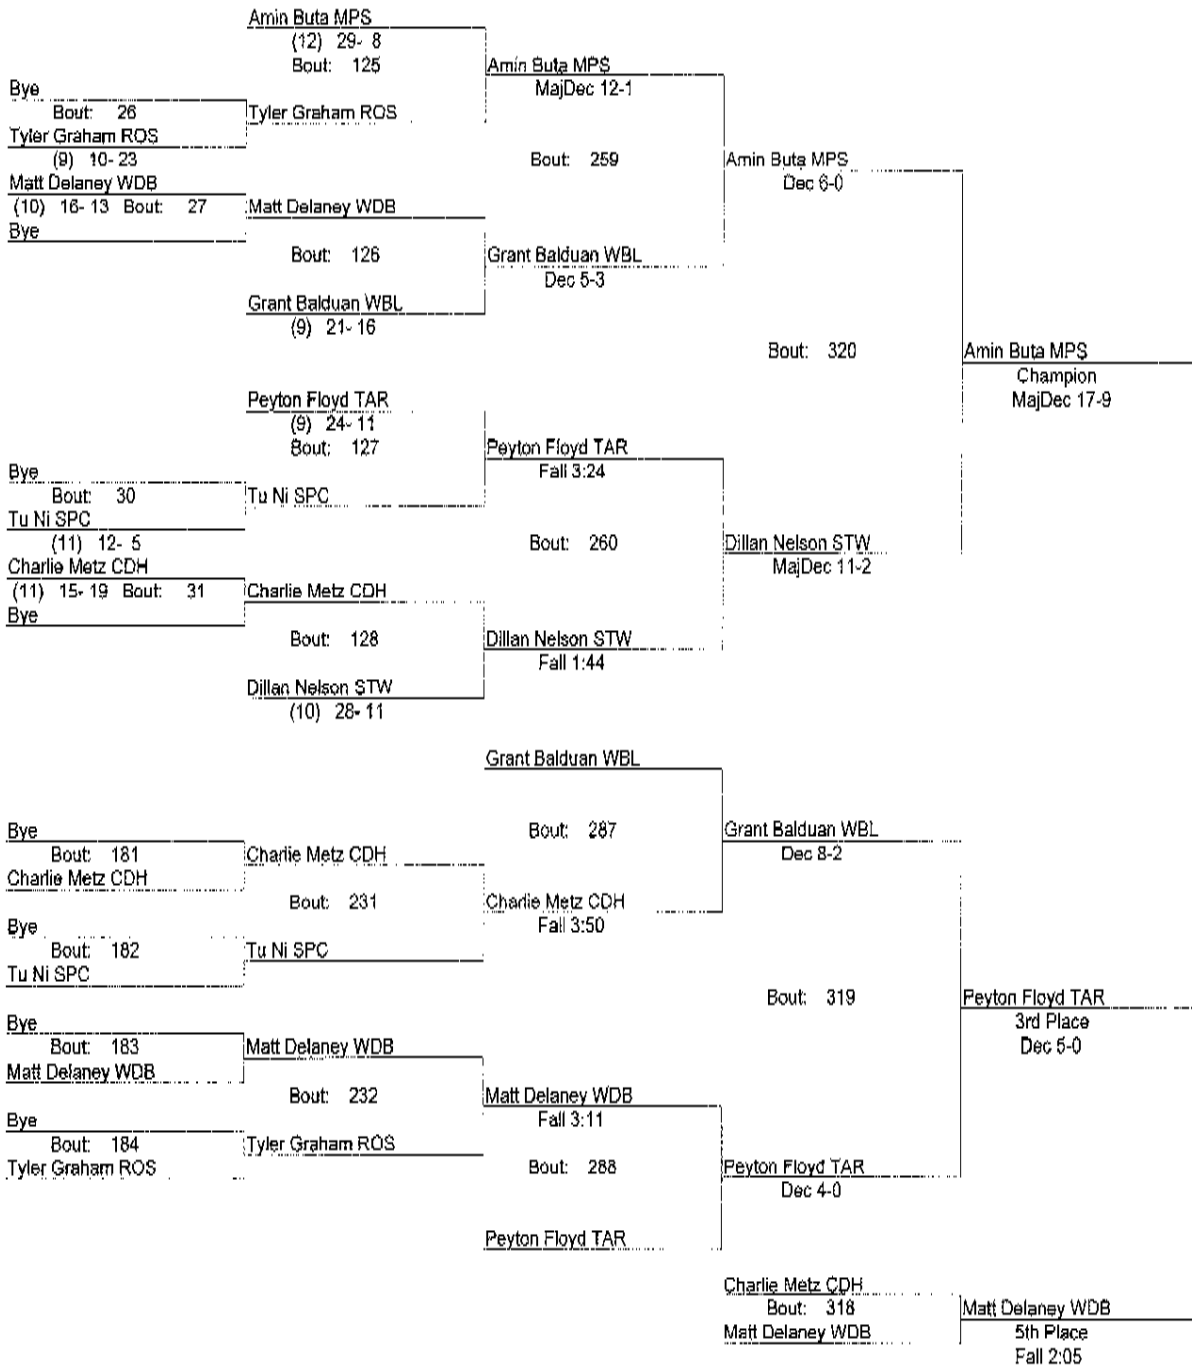 Amin Buta MPS
(12) 29- 8
Bout: 125
Amin Buta MPS
MajDec 12-1
Bye
Bout: 26
Tyler Graham ROS
Tyler Graham ROS
(9) 10- 23
Bout: 259
Amin Buta MPS
Dec 6-0
Matt Delaney WDB
(10) 16- 13 Bout: 27
Matt Delaney WDB
Bye
Bout: 126
Grant Balduan WBL
Dec 5-3
Grant Balduan WBL
(9) 21- 16
Bout: 320
Amin Buta MPS
Champion
MajDec 17-9
Peyton Floyd TAR
(9) 24- 11
Bout: 127
Peyton Floyd TAR
Fall 3:24
Bye
Bout: 30
Tu Ni SPC
Tu Ni SPC
(11) 12- 5
Bout: 260
Dillan Nelson STW
MajDec 11-2
Charlie Metz CDH
(11) 15- 19 Bout: 31
Charlie Metz CDH
Bye
Bout: 128
Dillan Nelson STW
Fall 1:44
Dillan Nelson STW
(10) 28- 11
Grant Balduan WBL
Bye
Bout: 181
Charlie Metz CDH
Charlie Metz CDH
Bout: 287
Grant Balduan WBL
Dec 8-2
Bout: 231
Charlie Metz CDH
Fall 3:50
Bye
Bout: 182
Tu Ni SPC
Tu Ni SPC
Bout: 319
Peyton Floyd TAR
3rd Place
Dec 5-0
Bye
Bout: 183
Matt Delaney WDB
Matt Delaney WDB
Bout: 232
Matt Delaney WDB
Fall 3:11
Bye
Bout: 184
Tyler Graham ROS
Tyler Graham ROS
Bout: 288
Peyton Floyd TAR
Dec 4-0
Peyton Floyd TAR
Charlie Metz CDH
Bout: 318
Matt Delaney WDB
Matt Delaney WDB
5th Place
Fall 2:05